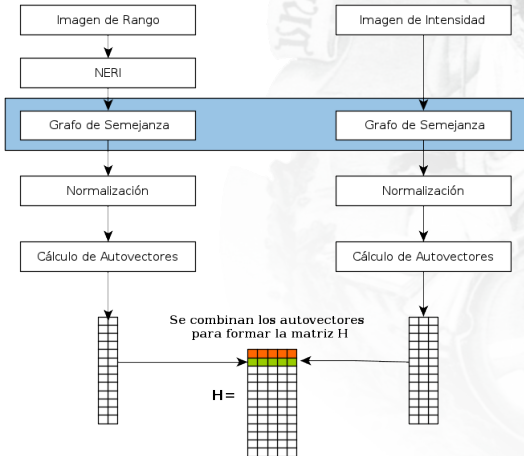 Imagen de Rango
Imagen de Intensidad
NERI
Grafo de Semejanza
Grafo de Semejanza
Normalización
Normalización
Cálculo de Autovectores
Cálculo de Autovectores
Se combinan los autovectores
para formar la matriz H
H=